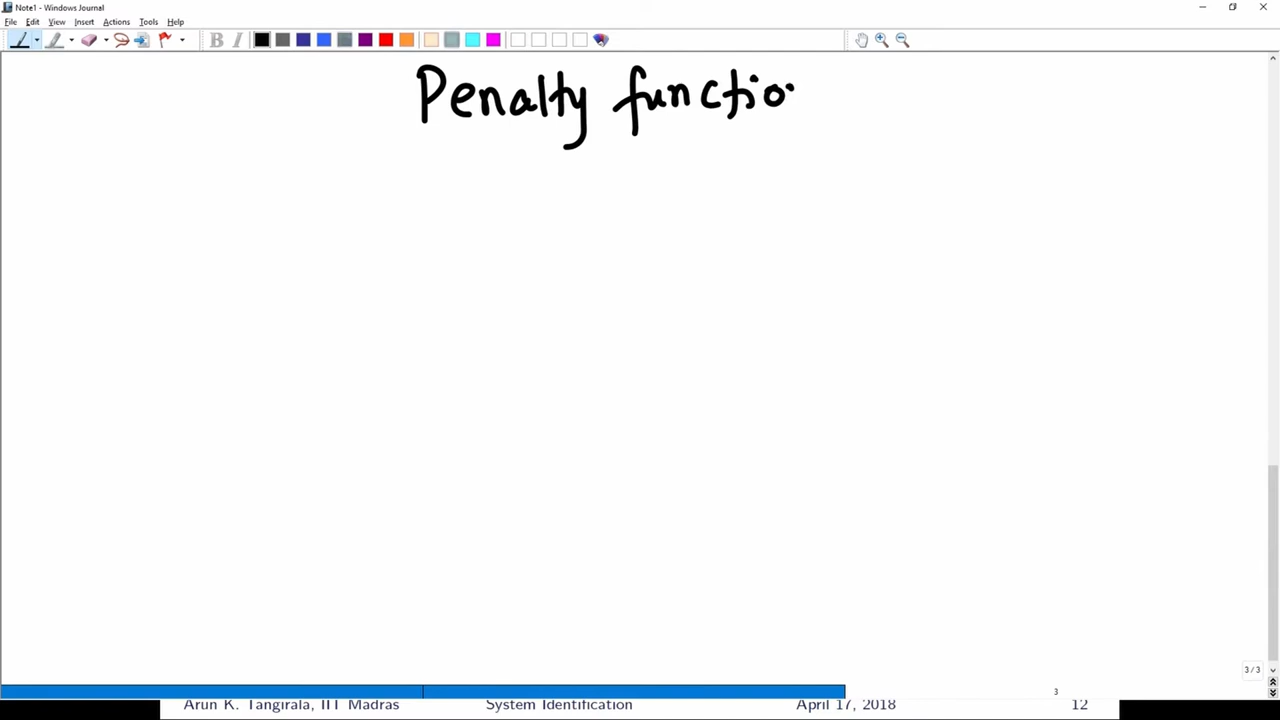 Note1 - Windows Journal
File Edit View Insert Actions Tools Help
B I
Penalty functio
3 / 3
3
Arun K. Tangirala, IIT Madras System Identification April 17, 2018 12